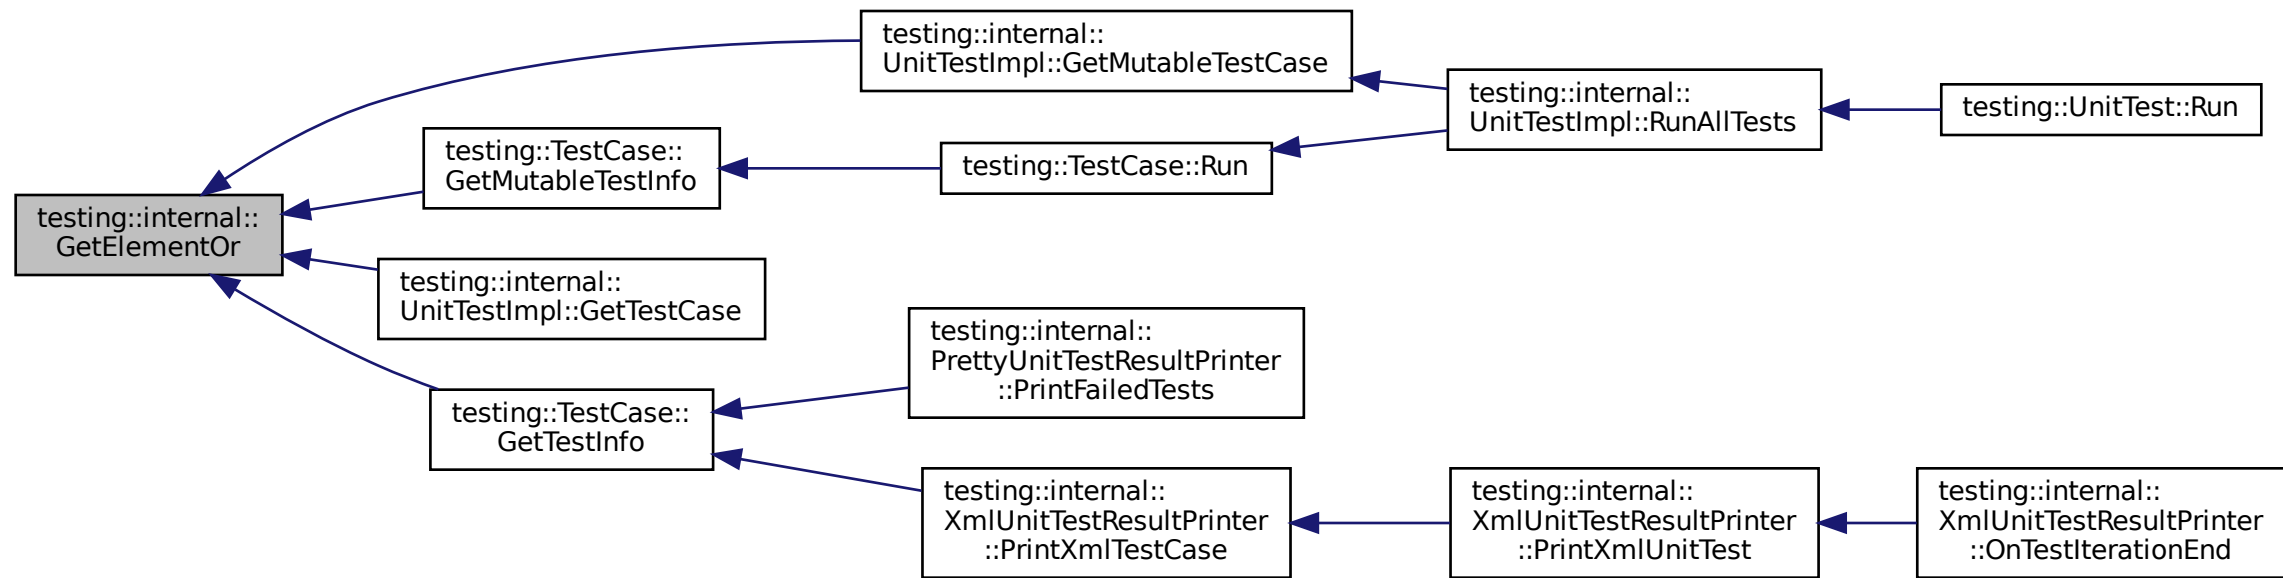 testing::internal::
UnitTestImpl::GetMutableTestCase
testing::internal::
UnitTestImpl::RunAllTests
testing::UnitTest::Run
testing::TestCase::
GetMutableTestInfo
testing::TestCase::Run
testing::internal::
GetElementOr
testing::internal::
UnitTestImpl::GetTestCase
testing::internal::
PrettyUnitTestResultPrinter
::PrintFailedTests
testing::TestCase::
GetTestInfo
testing::internal::
XmlUnitTestResultPrinter
::PrintXmlTestCase
testing::internal::
XmlUnitTestResultPrinter
::PrintXmlUnitTest
testing::internal::
XmlUnitTestResultPrinter
::OnTestIterationEnd